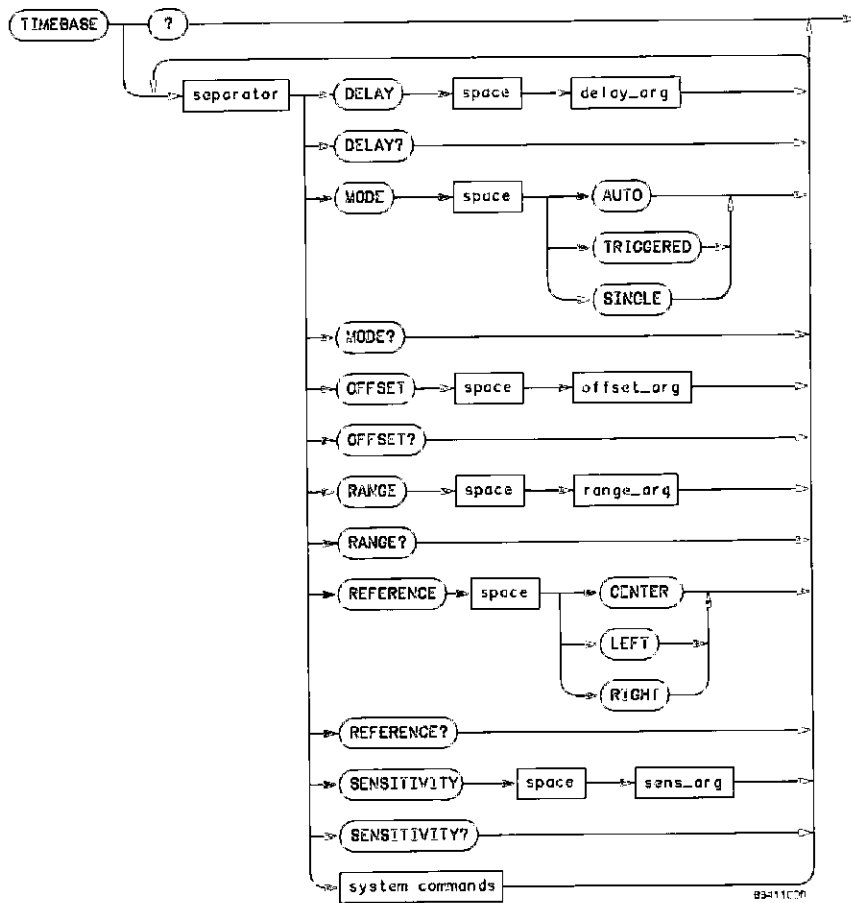 TIMEBASE ?
separator DELAY space delay_arg
DELAY?
MODE space AUTO
TRIGGERED
SINGLE
MODE?
OFFSET space offset_arg
OFFSET?
RANGE space range_arg
RANGE?
REFERENCE space CENTER
LEFT
RIGHT
REFERENCE?
SENSITIVITY space sens_arg
SENSITIVITY?
system commands